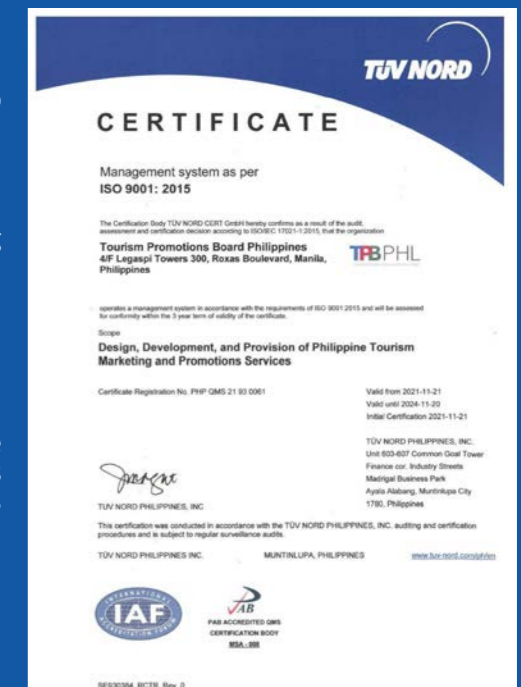 TÜV NORD
CERTIFICATE
Management system as per
ISO 9001: 2015
The Certification Body TÜV NORD CERT GmbH hereby confirms as a result of the audit,
assessment and certification decision according to ISO/IEC 17021-1:2015, that the organization
Tourism Promotions Board Philippines
4/F Legaspi Towers 300, Roxas Boulevard, Manila,
Philippines
TPBPHL
operates a management system in accordance with the requirements of ISO 9001:2015 and will be assessed
for conformity within the 3 year term of validity of the certificate.
Scope
Design, Development, and Provision of Philippine Tourism
Marketing and Promotions Services
Certificate Registration No. PHP QMS 21 93 0061
Valid from 2021-11-21
Valid until 2024-11-20
Initial Certification 2021-11-21
TÜV NORD PHILIPPINES, INC.
Unit 603-607 Common Goal Tower
Finance cor. Industry Streets
Madrigal Business Park
Ayala Alabang, Muntinlupa City
1780, Philippines
TUV NORD PHILIPPINES, INC
This certification was conducted in accordance with the TÜV NORD PHILIPPINES, INC. auditing and certification
procedures and is subject to regular surveillance audits.
TÜV NORD PHILIPPINES INC.
MUNTINLUPA, PHILIPPINES
www.tuv-nord.com/ph/en
INTERNATIONAL
IAF
ACCREDITATION FORUM
PAB
PAB ACCREDITED QMS
CERTIFICATION BODY
MSA - 008